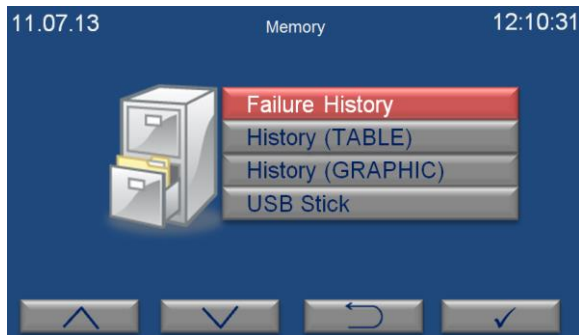 11.07.13 Memory 12:10:31
Failure History
History (TABLE)
History (GRAPHIC)
USB Stick